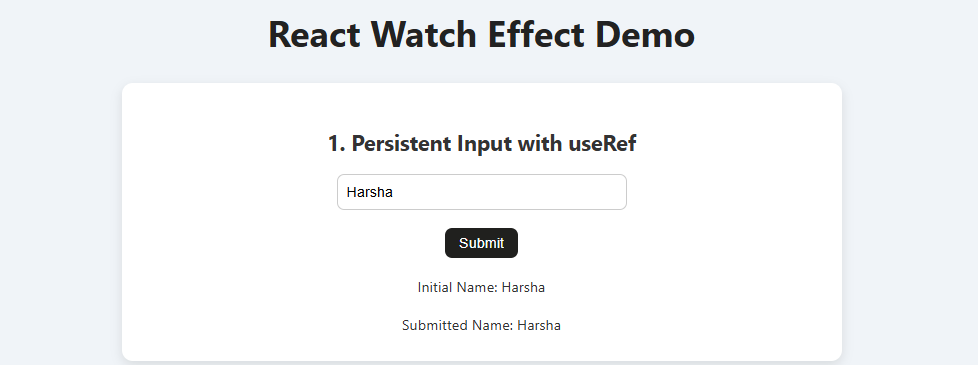 React Watch Effect Demo
1. Persistent Input with useRef
Harsha
Submit
Initial Name: Harsha
Submitted Name: Harsha